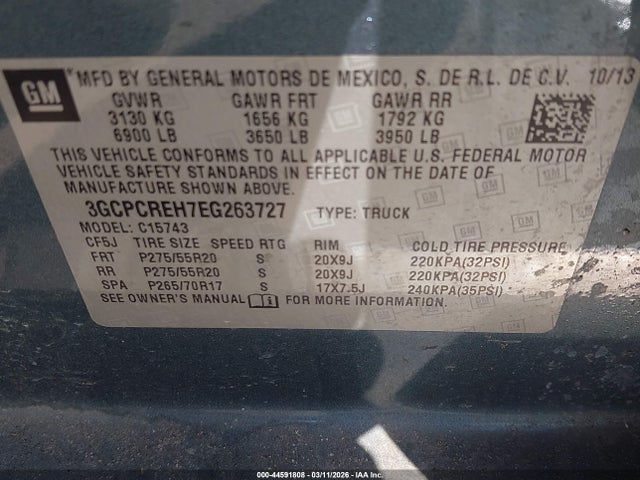 GM MFD BY GENERAL MOTORS DE MEXICO, S. DE R.L. DE C.V. 10/13
GVWR GAWR FRT GAWR RR
3130 KG 1656 KG 1792 KG
6900 LB 3650 LB 3950 LB
THIS VEHICLE CONFORMS TO ALL APPLICABLE U.S. FEDERAL MOTOR
VEHICLE SAFETY STANDARDS IN EFFECT ON THE DATE OF
MANUFACTURE SHOWN ABOVE.
3GCPCREH7EG263727 TYPE: TRUCK
MODEL: C15743
CF5J TIRE SIZE SPEED RTG RIM COLD TIRE PRESSURE
FRT P275/55R20 S 20X9J 220KPA(32PSI)
RR P275/55R20 S 20X9J 220KPA(32PSI)
SPA P265/70R17 S 17X7.5J 240KPA(35PSI)
SEE OWNER'S MANUAL FOR MORE INFORMATION
000-44591808 - 03/11/2026 - IAA Inc.